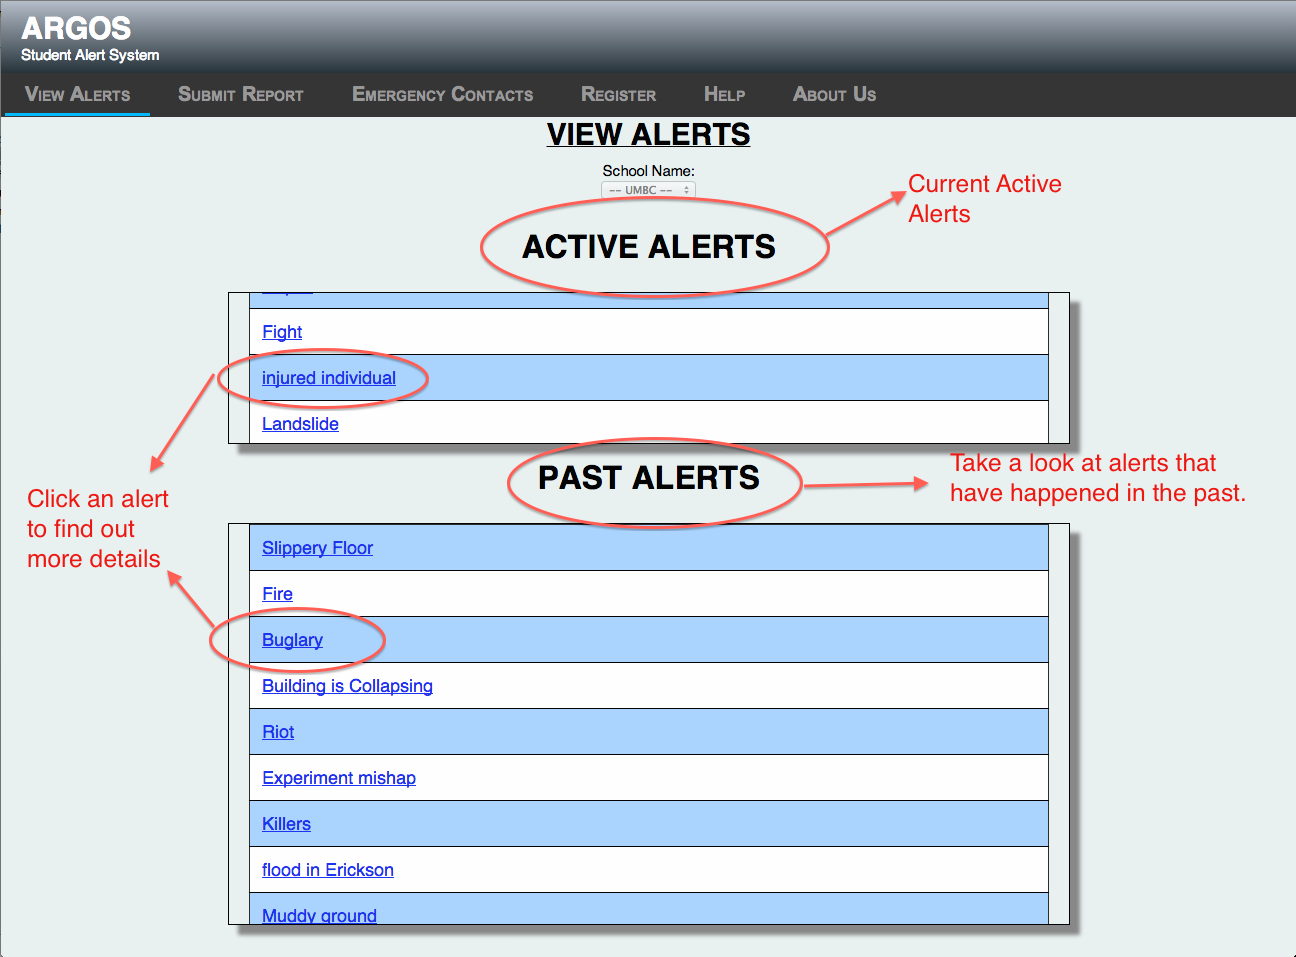 ARGOS
Student Alert System
View Alerts Submit Report Emergency Contacts Register Help About Us
VIEW ALERTS
School Name:
-- UMBC --
Current Active
Alerts
ACTIVE ALERTS
Fight
injured individual
Landslide
PAST ALERTS
Take a look at alerts that
have happened in the past.
Click an alert
to find out
more details
Slippery Floor
Fire
Buglary
Building is Collapsing
Riot
Experiment mishap
Killers
flood in Erickson
Muddy ground